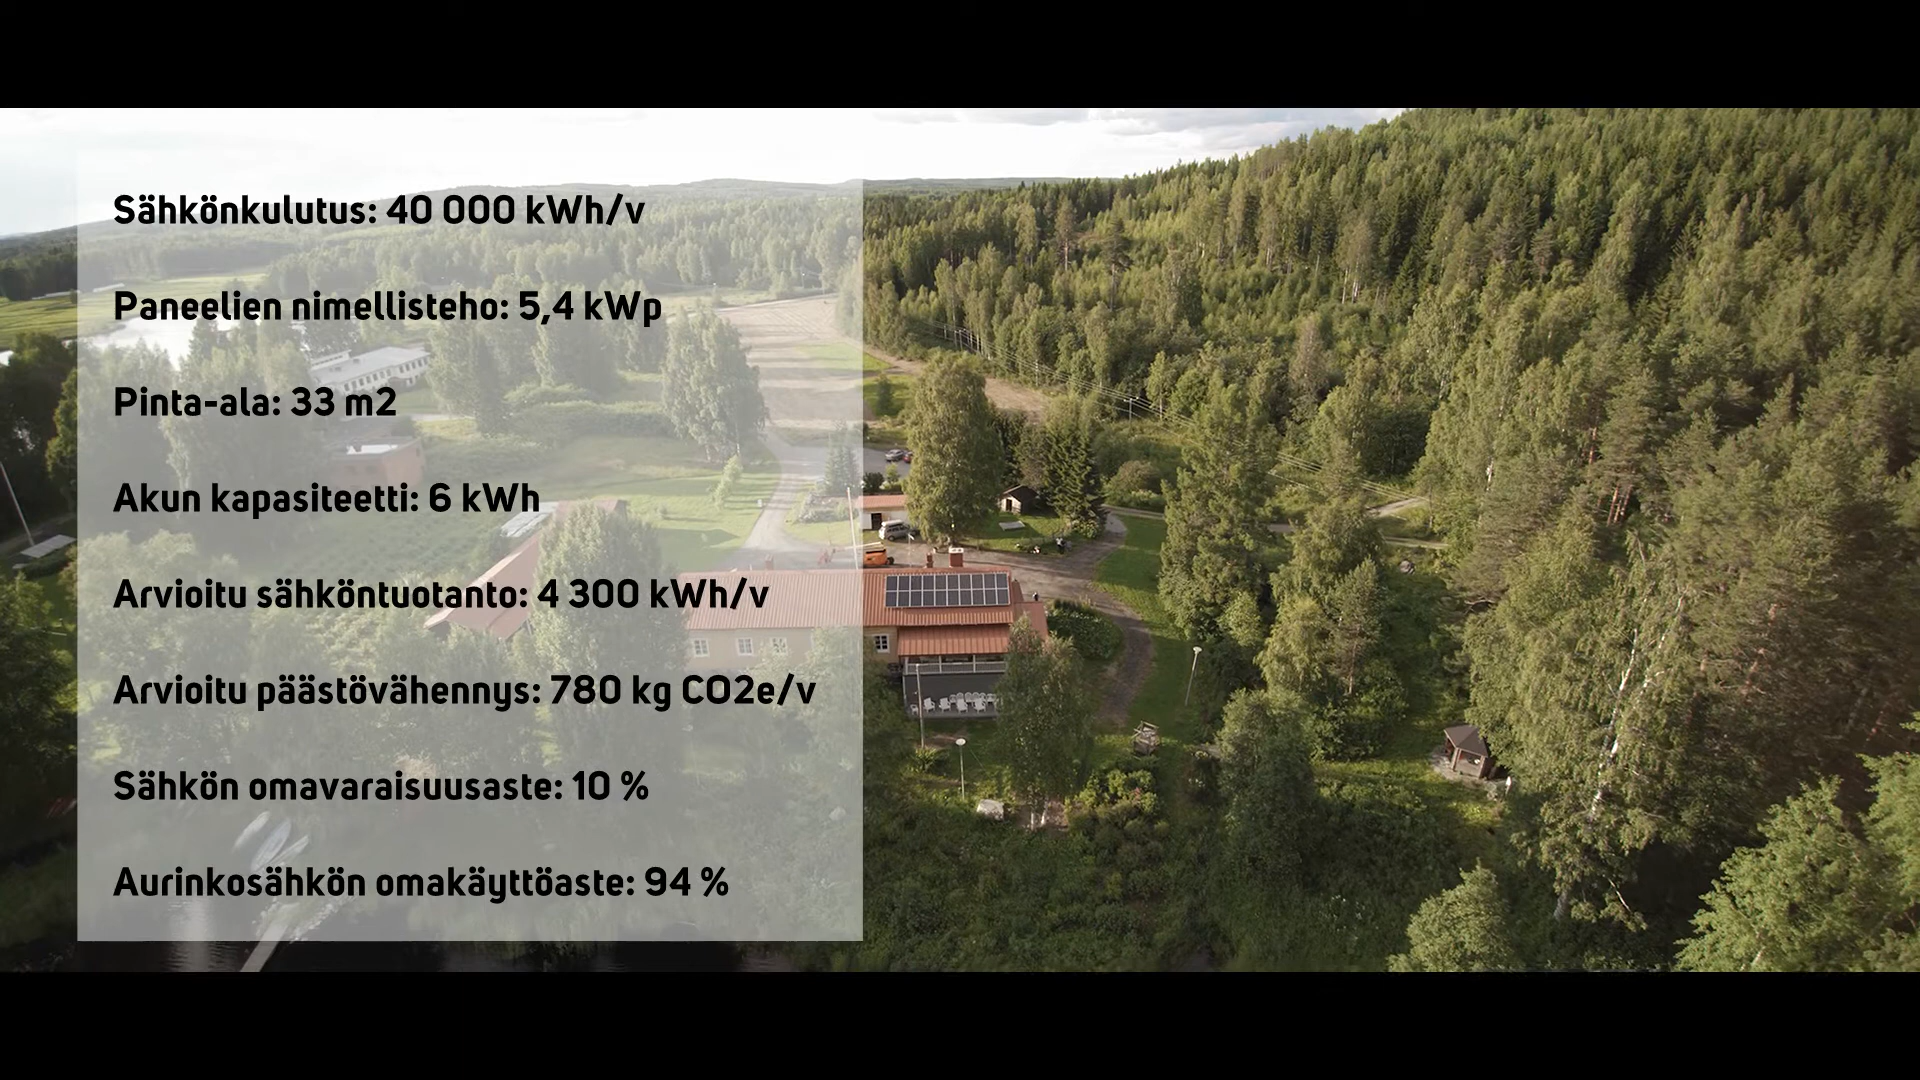 Sähkönkulutus: 40 000 kWh/v
Paneelien nimellisteho: 5,4 kWp
Pinta-ala: 33 m2
Akun kapasiteetti: 6 kWh
Arvioitu sähköntuotanto: 4 300 kWh/v
Arvioitu päästövähennys: 780 kg CO2e/v
Sähkön omavaraisuusaste: 10 %
Aurinkosähkön omakäyttöaste: 94 %